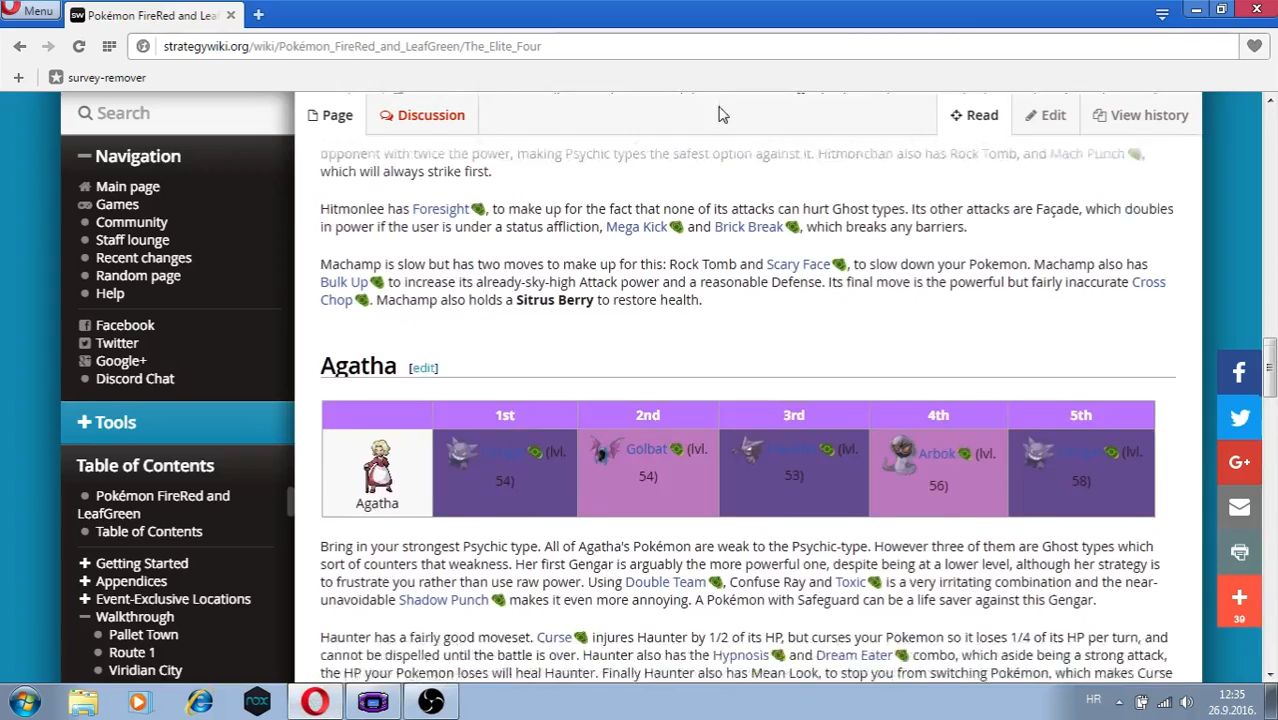 Menu
Pokémon FireRed and Leaf
strategywiki.org/wiki/Pokémon_FireRed_and_LeafGreen/The_Elite_Four
survey-remover
Search
Page
Discussion
Read
Edit
View history
Navigation
Main page
Games
Community
Staff lounge
Recent changes
Random page
Help
Facebook
Twitter
Google+
Discord Chat
+ Tools
Table of Contents
Pokémon FireRed and
LeafGreen
Table of Contents
Getting Started
Appendices
Event-Exclusive Locations
Walkthrough
Pallet Town
Route 1
Viridian City
opponent with twice the power, making Psychic types the safest option against it. Hitmonchan also has Rock Tomb, and Mach Punch,
which will always strike first.
Hitmonlee has Foresight, to make up for the fact that none of its attacks can hurt Ghost types. Its other attacks are Façade, which doubles
in power if the user is under a status affliction, Mega Kick and Brick Break, which breaks any barriers.
Machamp is slow but has two moves to make up for this: Rock Tomb and Scary Face, to slow down your Pokemon. Machamp also has
Bulk Up to increase its already-sky-high Attack power and a reasonable Defense. Its final move is the powerful but fairly inaccurate Cross
Chop. Machamp also holds a Sitrus Berry to restore health.
Agatha [edit]
1st 2nd 3rd 4th 5th
Agatha
(lvl. 54)
Golbat (lvl. 54)
(lvl. 53)
Arbok (lvl. 56)
(lvl. 58)
Bring in your strongest Psychic type. All of Agatha's Pokémon are weak to the Psychic-type. However three of them are Ghost types which
sort of counters that weakness. Her first Gengar is arguably the more powerful one, despite being at a lower level, although her strategy is
to frustrate you rather than use raw power. Using Double Team, Confuse Ray and Toxic is a very irritating combination and the near-
unavoidable Shadow Punch makes it even more annoying. A Pokémon with Safeguard can be a life saver against this Gengar.
Haunter has a fairly good moveset. Curse injures Haunter by 1/2 of its HP, but curses your Pokemon so it loses 1/4 of its HP per turn, and
cannot be dispelled until the battle is over. Haunter also has the Hypnosis and Dream Eater combo, which aside being a strong attack,
the HP your Pokemon loses will heal Haunter. Finally Haunter also has Mean Look, to stop you from switching Pokémon, which makes Curse
39
nox
HR
12:35
26.9.2016.